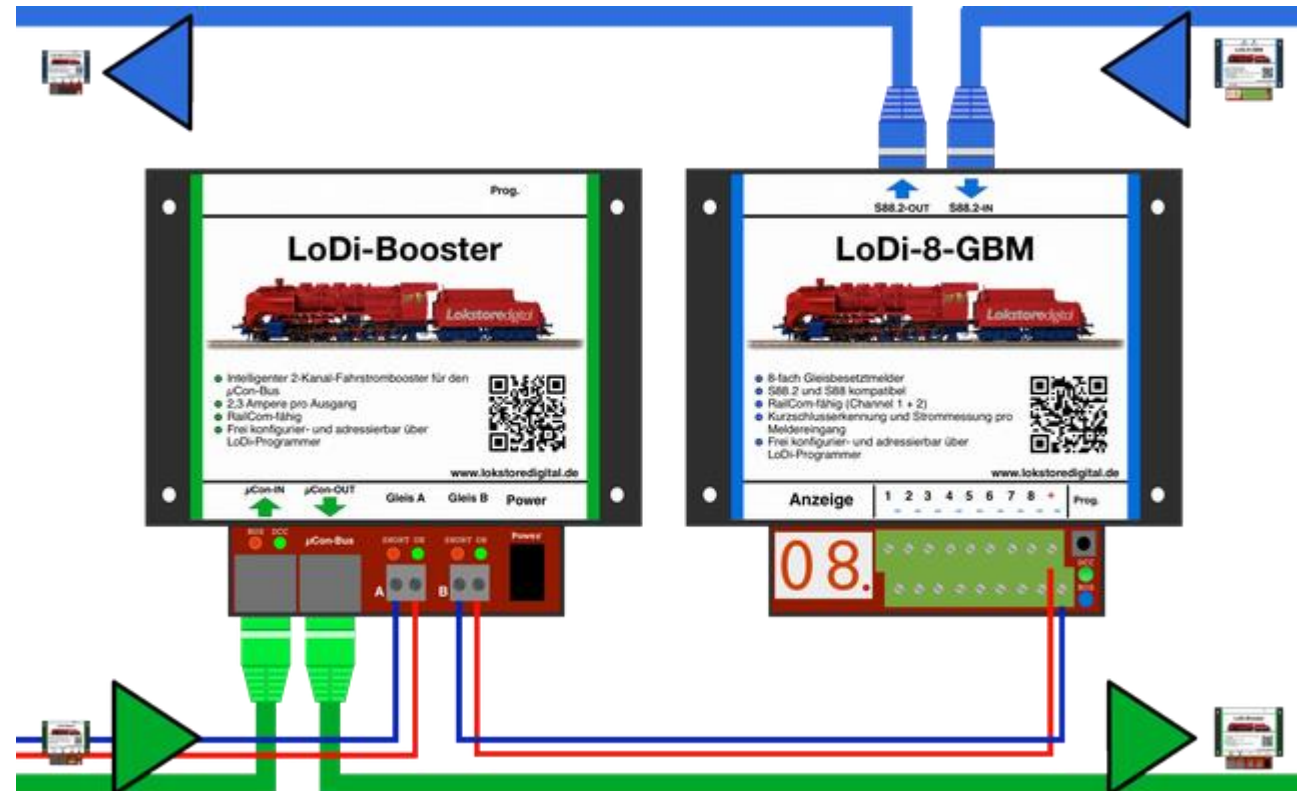 Prog.
LoDi-Booster
Lokstoredigital
Intelligenter 2-Kanal-Fahrstrombooster für den
µCon-Bus
2,3 Ampere pro Ausgang
RailCom-fähig
Frei konfigurier- und adressierbar über
LoDi-Programmer
www.lokstoredigital.de
µCon-IN µCon-OUT Gleis A Gleis B Power
BUS DCC µCon-Bus SHORT ON SHORT ON Power
A B
S88.2-OUT S88.2-IN
LoDi-8-GBM
Lokstoredigital
8-fach Gleisbesetztmelder
S88.2 und S88 kompatibel
RailCom-fähig (Channel 1 + 2)
Kurzschlusserkennung und Strommessung pro
Meldereingang
Frei konfigurier- und adressierbar über
LoDi-Programmer
www.lokstoredigital.de
Anzeige 1 2 3 4 5 6 7 8 + Prog.
08.
DCC
BUS